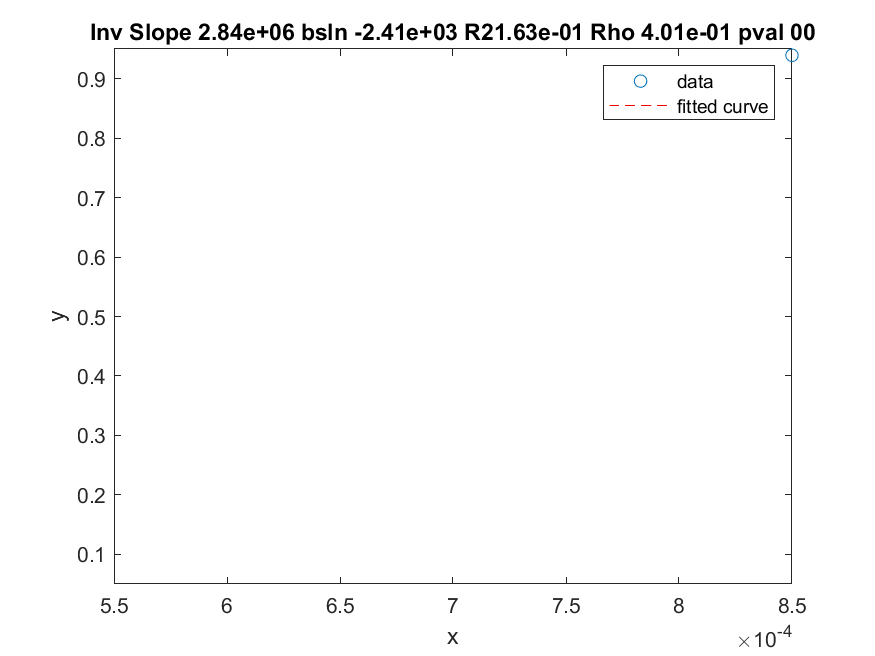 Inv Slope 2.84e+06 bsln -2.41e+03 R21.63e-01 Rho 4.01e-01 pval 00
data
fitted curve
0.9
0.8
0.7
0.6
0.5
0.4
0.3
0.2
0.1
y
5.5 6 6.5 7 7.5 8 8.5
x
×10-4